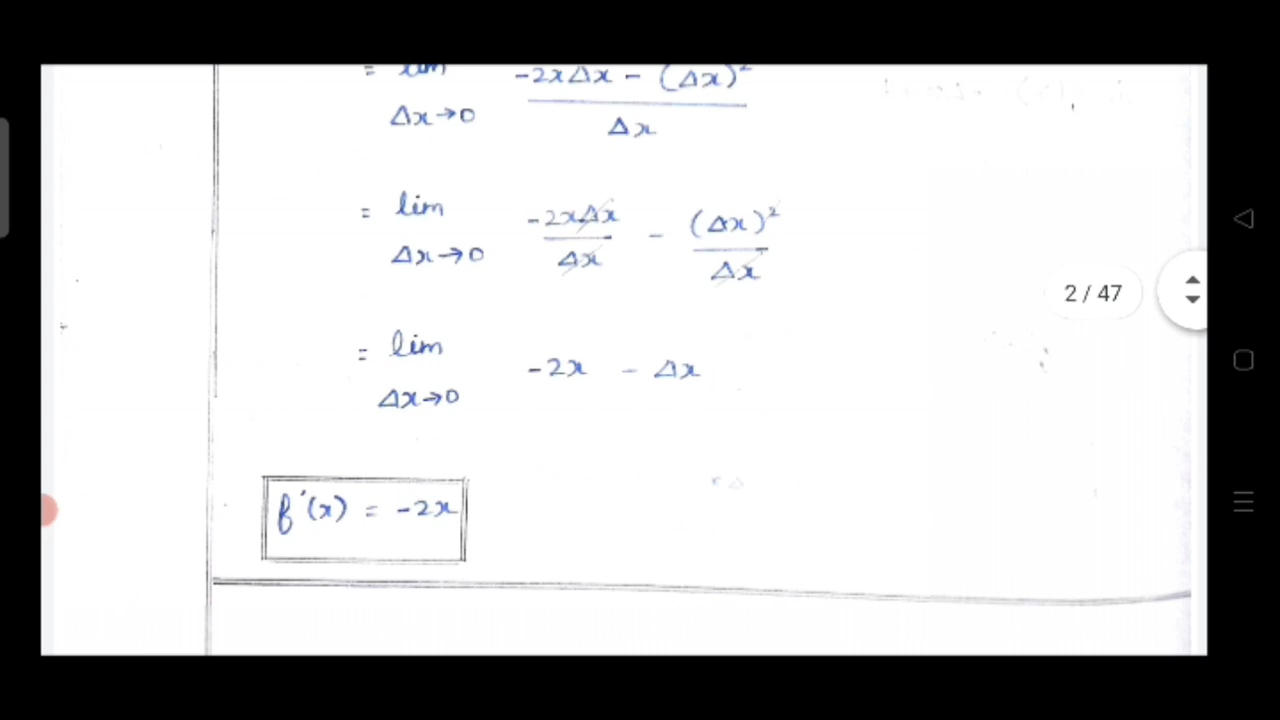 = lim -2xΔx - (Δx)²
Δx→0 Δx
= lim -2xΔx - (Δx)²
Δx→0 Δx Δx
= lim -2x - Δx
Δx→0
f'(x) = -2x
2 / 47